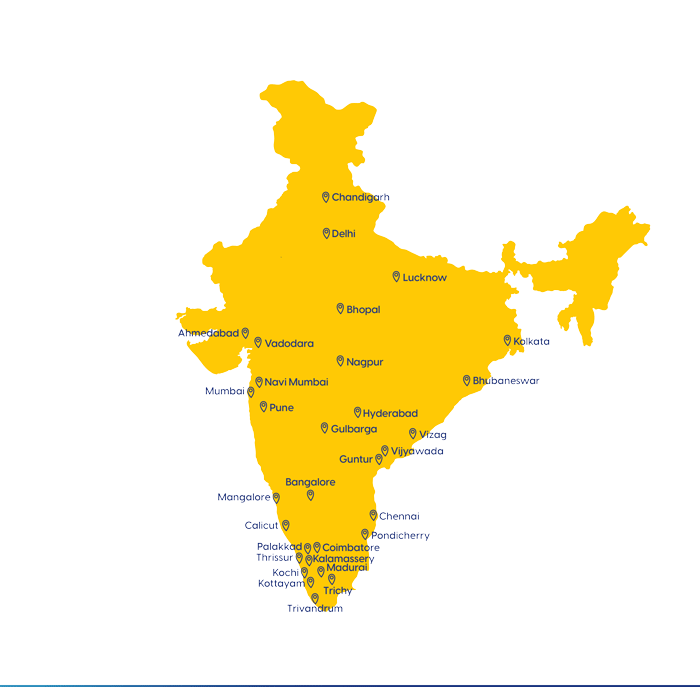 Chandigarh
Delhi
Lucknow
Bhopal
Ahmedabad
Vadodara
Kolkata
Nagpur
Navi Mumbai
Bhubaneswar
Mumbai
Pune
Hyderabad
Gulbarga
Vizag
Vijyawada
Guntur
Bangalore
Mangalore
Chennai
Calicut
Pondicherry
Palakkad
Coimbatore
Thrissur
Kalamassery
Madurai
Kochi
Kottayam
Trichy
Trivandrum